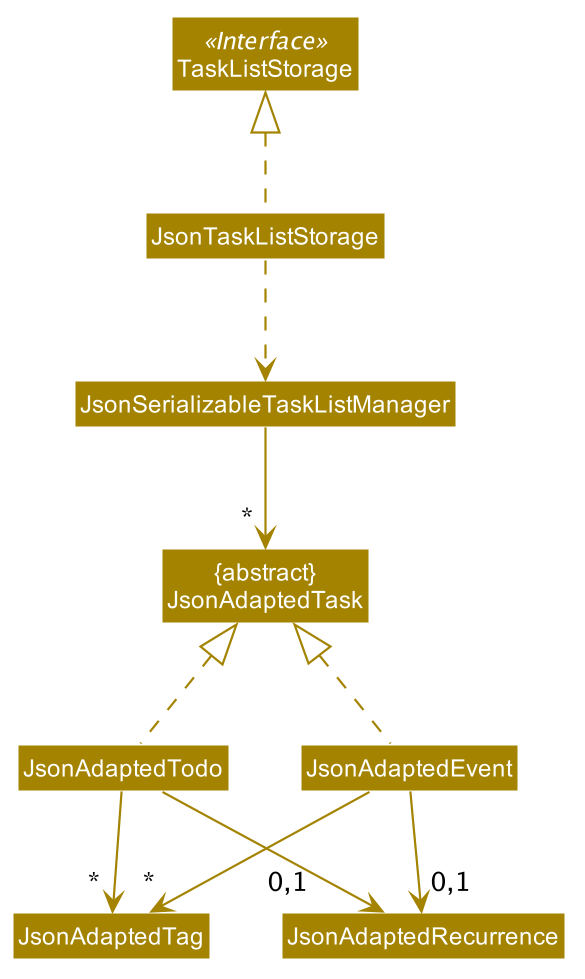 «Interface»
TaskListStorage
JsonTaskListStorage
JsonSerializableTaskListManager
*
{abstract}
JsonAdaptedTask
JsonAdaptedTodo
JsonAdaptedEvent
*
*
0,1
0,1
JsonAdaptedTag
JsonAdaptedRecurrence